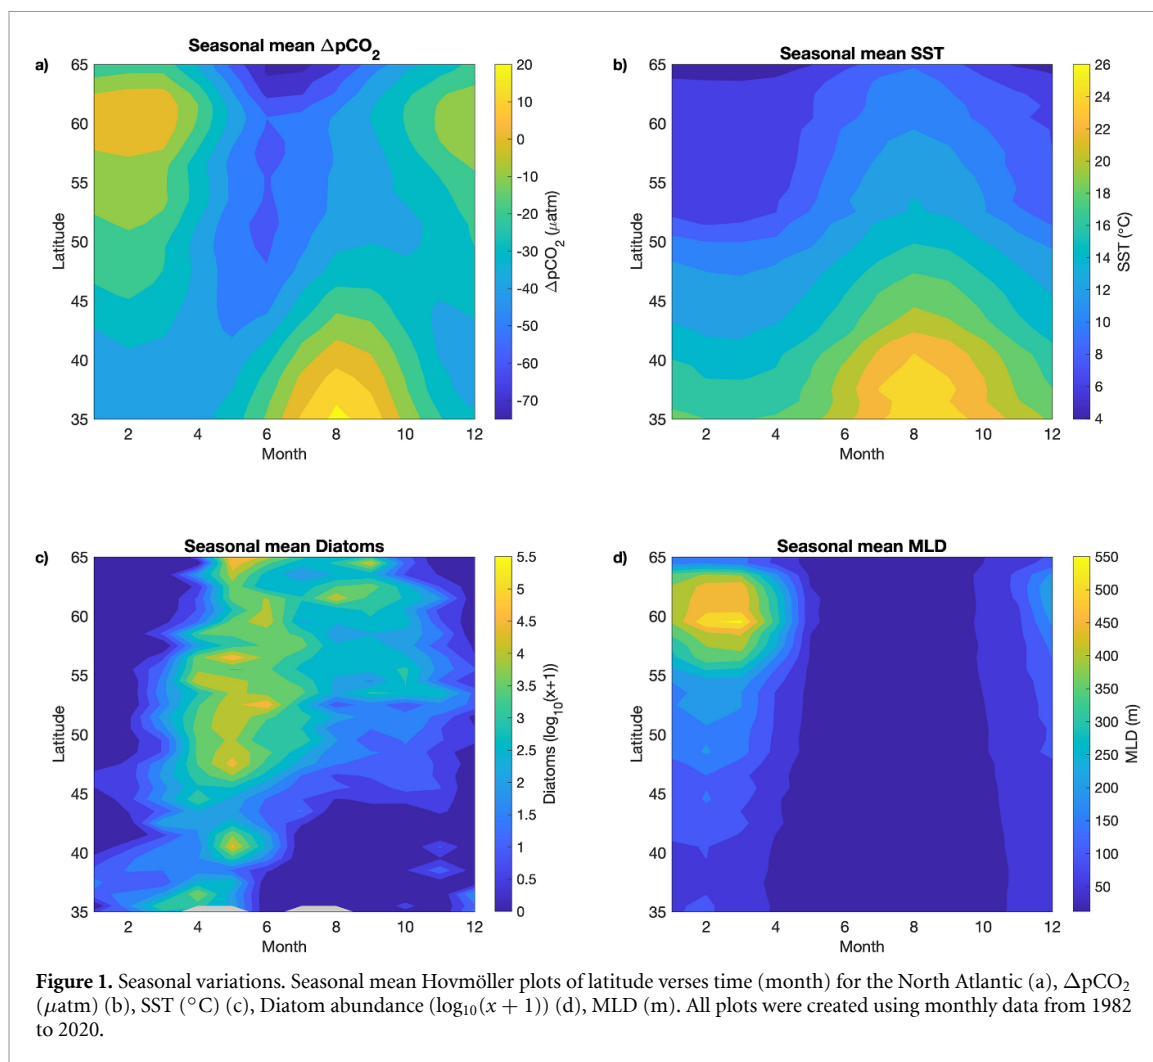 Seasonal mean ΔpCO2
a)
65
60
55
50
45
40
35
Latitude
2 4 6 8 10 12
Month
20
10
0
-10
-20
-30
-40
-50
-60
-70
ΔpCO2 (μatm)
Seasonal mean SST
b)
65
60
55
50
45
40
35
Latitude
2 4 6 8 10 12
Month
26
24
22
20
18
16
14
12
10
8
6
4
SST (°C)
Seasonal mean Diatoms
c)
65
60
55
50
45
40
35
Latitude
2 4 6 8 10 12
Month
5.5
5
4.5
4
3.5
3
2.5
2
1.5
1
0.5
0
Diatoms (log10(x+1))
Seasonal mean MLD
d)
65
60
55
50
45
40
35
Latitude
2 4 6 8 10 12
Month
550
500
450
400
350
300
250
200
150
100
50
MLD (m)
Figure 1. Seasonal variations. Seasonal mean Hovmöller plots of latitude verses time (month) for the North Atlantic (a), ΔpCO2
(μatm) (b), SST (°C) (c), Diatom abundance (log10(x + 1)) (d), MLD (m). All plots were created using monthly data from 1982
to 2020.